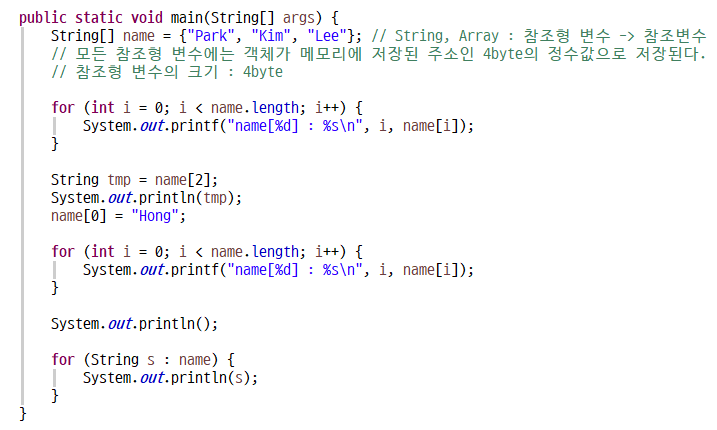 public static void main(String[] args) {
String[] name = {"Park", "Kim", "Lee"}; // String, Array : 참조형 변수 -> 참조변수
// 모든 참조형 변수에는 객체가 메모리에 저장된 주소인 4byte의 정수값으로 저장된다.
// 참조형 변수의 크기 : 4byte
for (int i = 0; i < name.length; i++) {
System.out.printf("name[%d] : %s\n", i, name[i]);
}
String tmp = name[2];
System.out.println(tmp);
name[0] = "Hong";
for (int i = 0; i < name.length; i++) {
System.out.printf("name[%d] : %s\n", i, name[i]);
}
System.out.println();
for (String s : name) {
System.out.println(s);
}
}